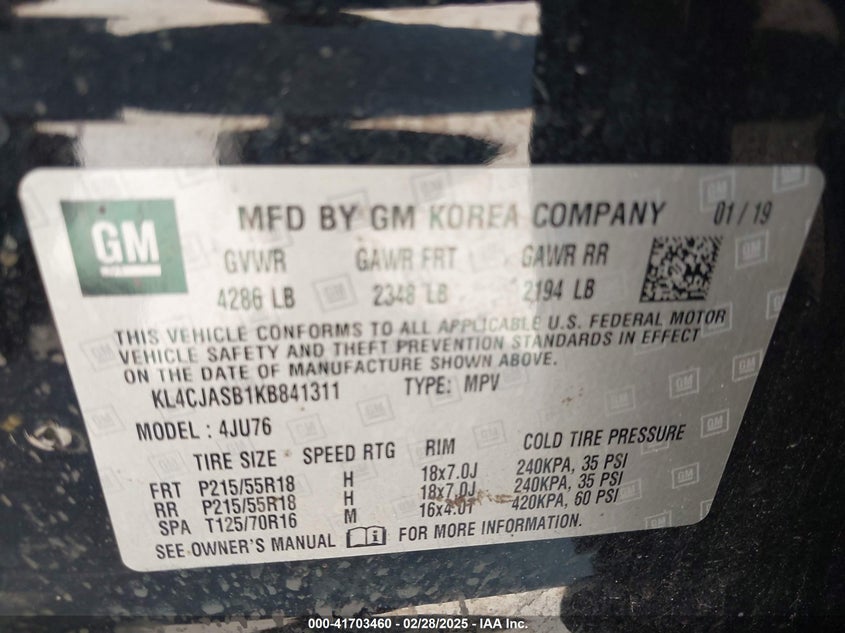 GM
MFD BY GM KOREA COMPANY 01/19
GVWR GAWR FRT GAWR RR
4286 LB 2348 LB 2194 LB
THIS VEHICLE CONFORMS TO ALL APPLICABLE U.S. FEDERAL MOTOR
VEHICLE SAFETY AND THEFT PREVENTION STANDARDS IN EFFECT
ON THE DATE OF MANUFACTURE SHOWN ABOVE.
KL4CJASB1KB841311 TYPE: MPV
MODEL : 4JU76
TIRE SIZE SPEED RTG RIM COLD TIRE PRESSURE
FRT P215/55R18 H 18x7.0J 240KPA, 35 PSI
RR P215/55R18 H 18x7.0J 240KPA, 35 PSI
SPA T125/70R16 M 16x4.0T 420KPA, 60 PSI
SEE OWNER'S MANUAL FOR MORE INFORMATION.
000-41703460 - 02/28/2025 - IAA Inc.